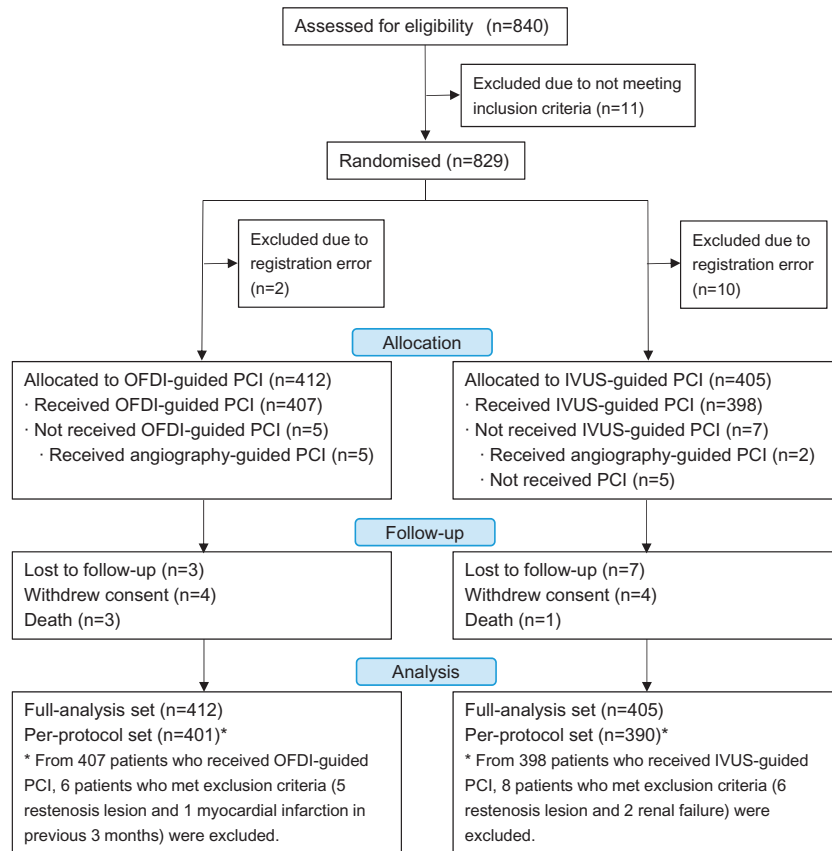 Assessed for eligibility (n=840)
Excluded due to not meeting
inclusion criteria (n=11)
Randomised (n=829)
Excluded due to
registration error
(n=2)
Excluded due to
registration error
(n=10)
Allocation
Allocated to OFDI-guided PCI (n=412)
· Received OFDI-guided PCI (n=407)
· Not received OFDI-guided PCI (n=5)
· Received angiography-guided PCI (n=5)
Allocated to IVUS-guided PCI (n=405)
· Received IVUS-guided PCI (n=398)
· Not received IVUS-guided PCI (n=7)
· Received angiography-guided PCI (n=2)
· Not received PCI (n=5)
Follow-up
Lost to follow-up (n=3)
Withdrew consent (n=4)
Death (n=3)
Lost to follow-up (n=7)
Withdrew consent (n=4)
Death (n=1)
Analysis
Full-analysis set (n=412)
Per-protocol set (n=401)*
* From 407 patients who received OFDI-guided
PCI, 6 patients who met exclusion criteria (5
restenosis lesion and 1 myocardial infarction in
previous 3 months) were excluded.
Full-analysis set (n=405)
Per-protocol set (n=390)*
* From 398 patients who received IVUS-guided
PCI, 8 patients who met exclusion criteria (6
restenosis lesion and 2 renal failure) were
excluded.